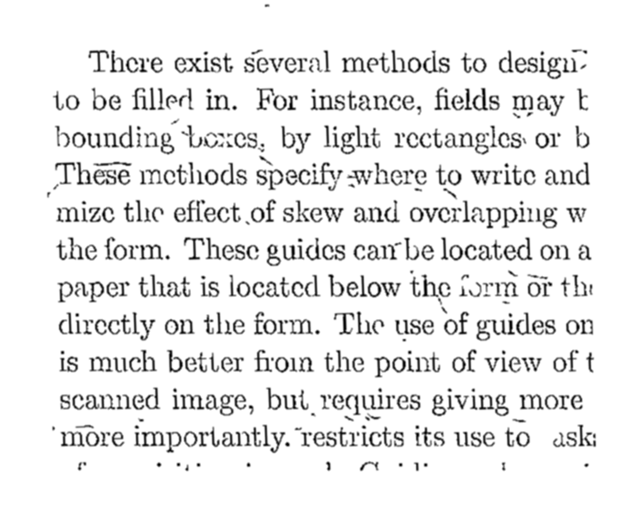 There exist several methods to design
to be filled in. For instance, fields may
bounding boxes, by light rectangles or
These methods specify where to write and
mize the effect of skew and overlapping
the form. These guides can be located on a
paper that is located below the form or
directly on the form. The use of guides on
is much better from the point of view of
scanned image, but requires giving more
more importantly. restricts its use to